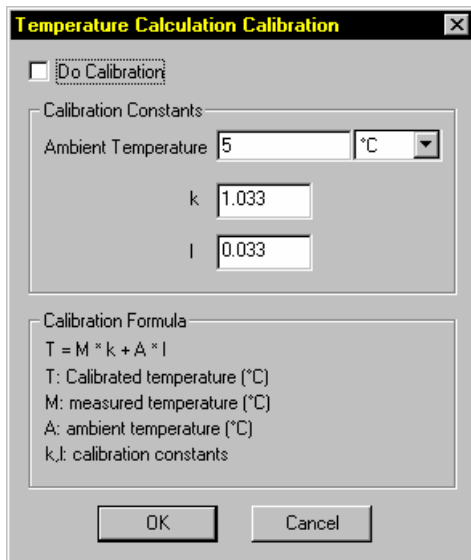 Temperature Calculation Calibration
Do Calibration
Calibration Constants
Ambient Temperature 5 °C
k 1.033
l 0.033
Calibration Formula
T = M * k + A * l
T: Calibrated temperature (°C)
M: measured temperature (°C)
A: ambient temperature (°C)
k,l: calibration constants
OK Cancel